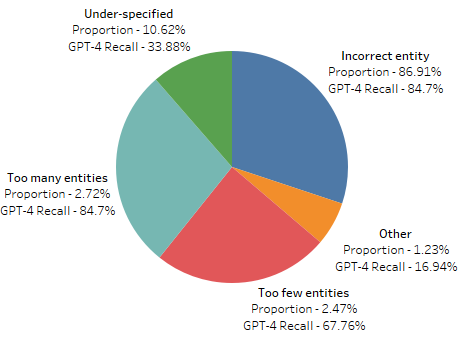 Under-specified
Proportion - 10.62%
GPT-4 Recall - 33.88%
Incorrect entity
Proportion - 86.91%
GPT-4 Recall - 84.7%
Too many entities
Proportion - 2.72%
GPT-4 Recall - 84.7%
Other
Proportion - 1.23%
GPT-4 Recall - 16.94%
Too few entities
Proportion - 2.47%
GPT-4 Recall - 67.76%